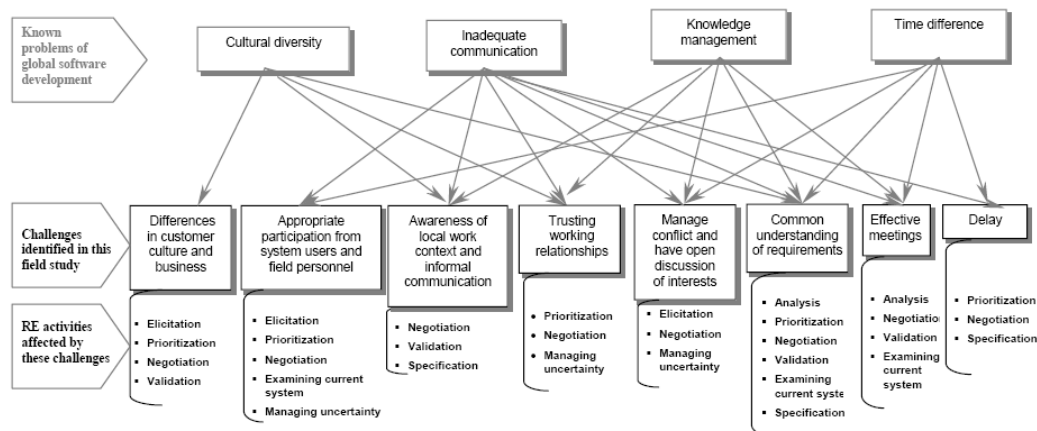 Known
problems of
global software
development
Cultural diversity
Inadequate
communication
Knowledge
management
Time difference
Challenges
identified in this
field study
Differences
in customer
culture and
business
Appropriate
participation from
system users and
field personnel
Awareness of
local work
context and
informal
communication
Trusting
working
relationships
Manage
conflict and
have open
discussion
of interests
Common
understanding
of requirements
Effective
meetings
Delay
RE activities
affected by
these challenges
▪ Elicitation
▪ Prioritization
▪ Negotiation
▪ Validation
▪ Elicitation
▪ Prioritization
▪ Negotiation
▪ Examining current
system
▪ Managing uncertainty
▪ Negotiation
▪ Validation
▪ Specification
• Prioritization
• Negotiation
• Managing
uncertainty
▪ Elicitation
▪ Negotiation
▪ Managing
uncertainty
▪ Analysis
▪ Prioritization
▪ Negotiation
▪ Validation
▪ Examining
current syste
▪ Specification
▪ Analysis
▪ Negotiatio
▪ Validation
▪ Examining
current
system
▪ Prioritization
▪ Negotiation
▪ Specification